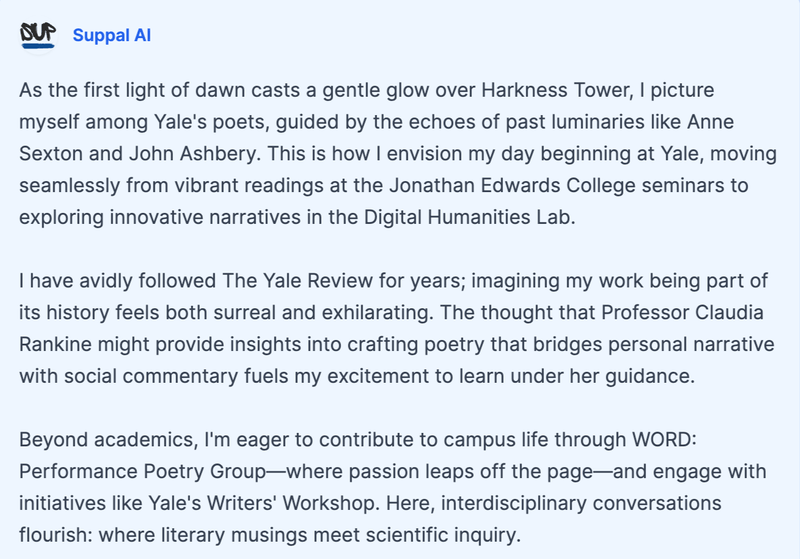 SUP
Suppal AI
As the first light of dawn casts a gentle glow over Harkness Tower, I picture
myself among Yale's poets, guided by the echoes of past luminaries like Anne
Sexton and John Ashbery. This is how I envision my day beginning at Yale, moving
seamlessly from vibrant readings at the Jonathan Edwards College seminars to
exploring innovative narratives in the Digital Humanities Lab.
I have avidly followed The Yale Review for years; imagining my work being part of
its history feels both surreal and exhilarating. The thought that Professor Claudia
Rankine might provide insights into crafting poetry that bridges personal narrative
with social commentary fuels my excitement to learn under her guidance.
Beyond academics, I'm eager to contribute to campus life through WORD:
Performance Poetry Group—where passion leaps off the page—and engage with
initiatives like Yale's Writers' Workshop. Here, interdisciplinary conversations
flourish: where literary musings meet scientific inquiry.